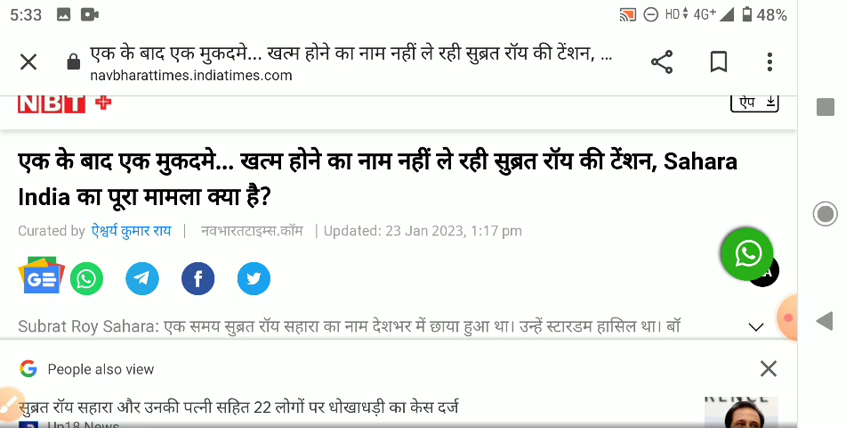 5:33 HD 4G+ 48%
एक के बाद एक मुकदमे... खत्म होने का नाम नहीं ले रही सुब्रत रॉय की टेंशन, ...
navbharattimes.indiatimes.com
NBT + ऐप
एक के बाद एक मुकदमे... खत्म होने का नाम नहीं ले रही सुब्रत रॉय की टेंशन, Sahara
India का पूरा मामला क्या है?
Curated by ऐश्वर्य कुमार राय | नवभारतटाइम्स.कॉम | Updated: 23 Jan 2023, 1:17 pm
GE f A
Subrat Roy Sahara: एक समय सुब्रत रॉय सहारा का नाम देशभर में छाया हुआ था। उन्हें स्टारडम हासिल था। बॉ
G People also view
सुब्रत रॉय सहारा और उनकी पत्नी सहित 22 लोगों पर धोखाधड़ी का केस दर्ज
Up18 News